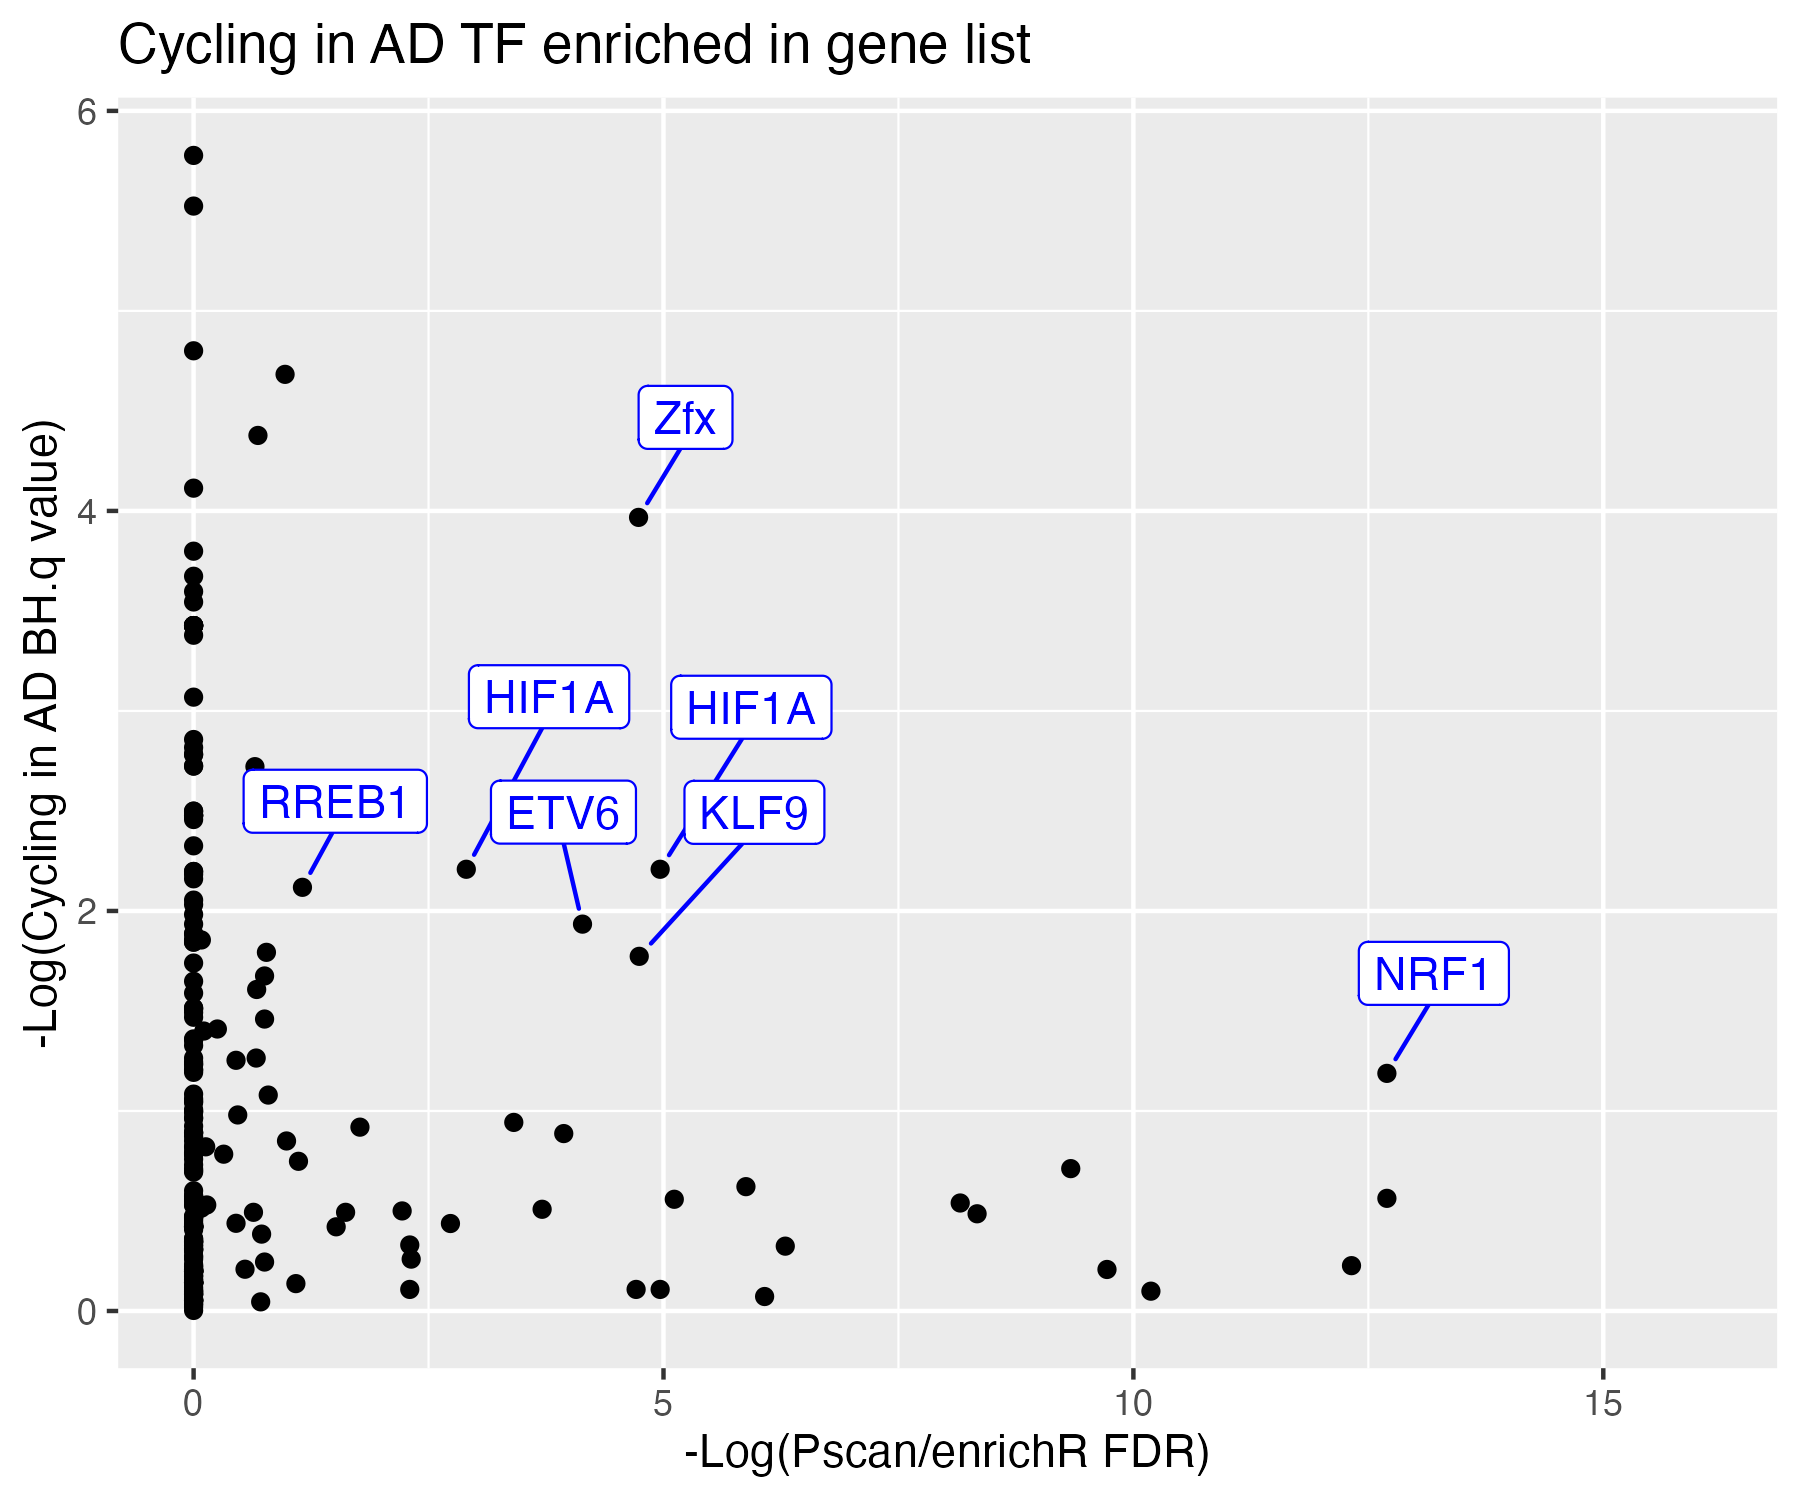 Cycling in AD TF enriched in gene list
-Log(Cycling in AD BH.q value)
6
4
2
0
Zfx
HIF1A
HIF1A
RREB1
ETV6
KLF9
NRF1
0
5
10
15
-Log(Pscan/enrichR FDR)